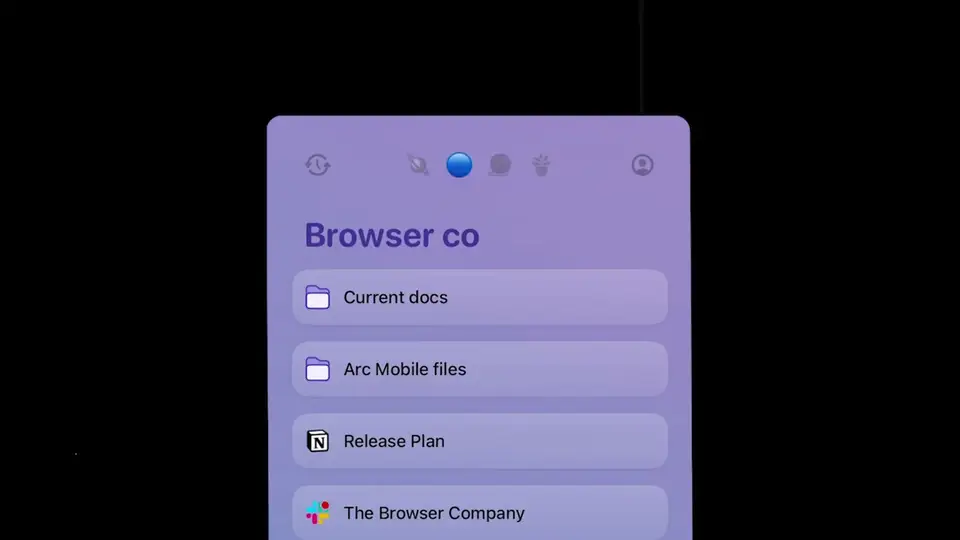 Browser co
Current docs
Arc Mobile files
N
Release Plan
The Browser Company